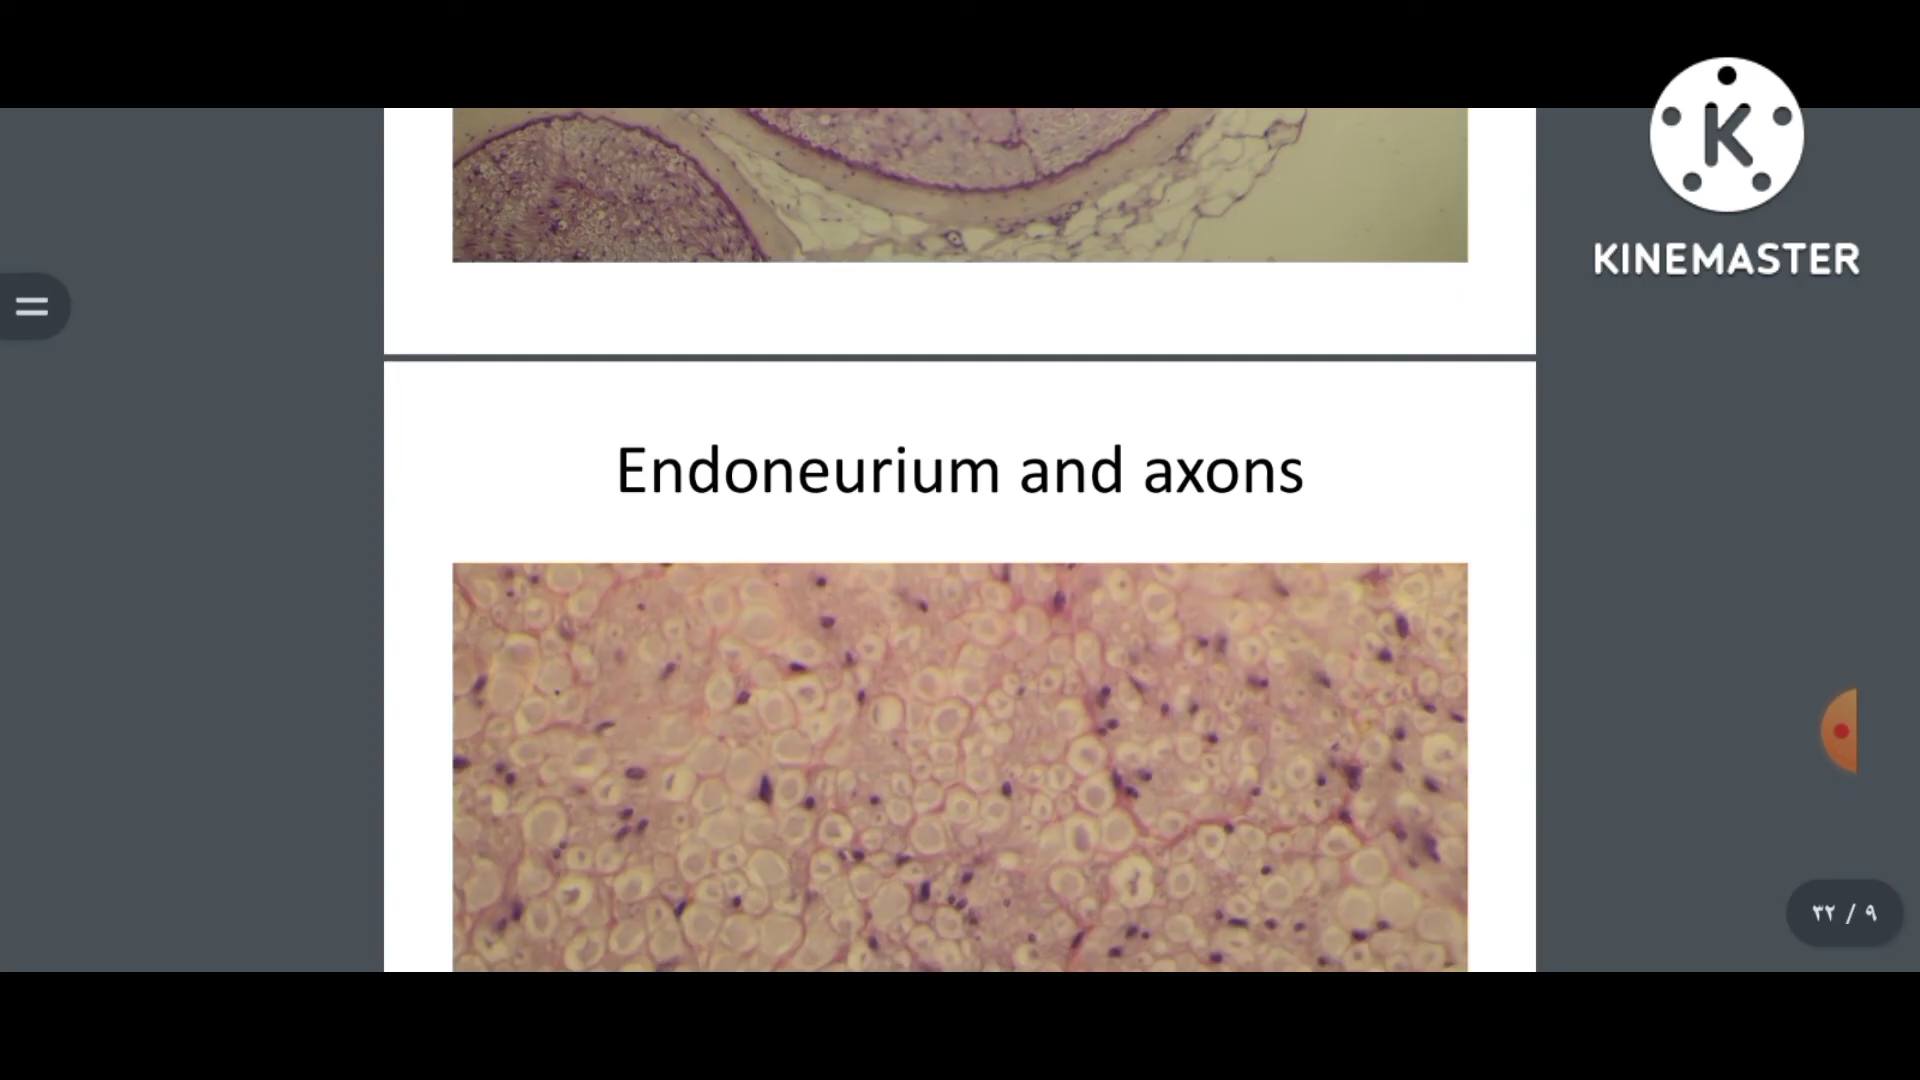 K
KINEMASTER
Endoneurium and axons
٣٢ / ٩